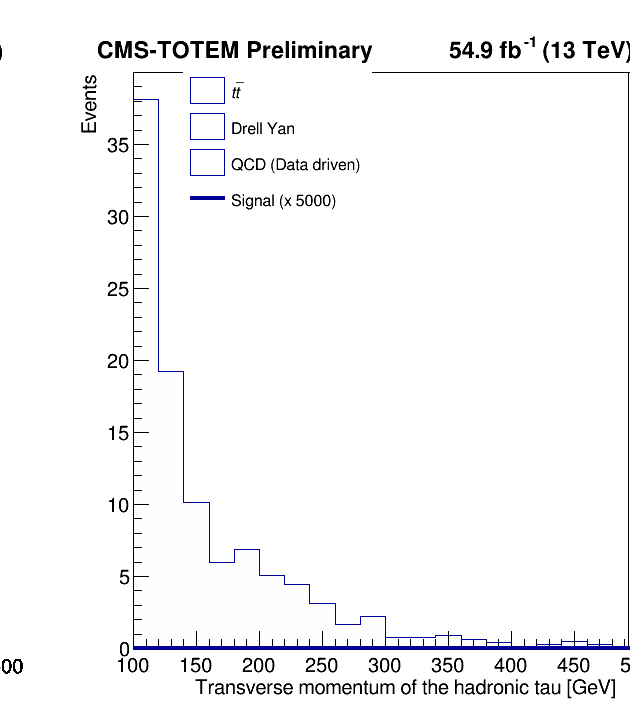 )
CMS-TOTEM Preliminary 54.9 fb⁻¹ (13 TeV)
Events
tt̅
Drell Yan
QCD (Data driven)
Signal (x 5000)
35
30
25
20
15
10
5
0
00 100 150 200 250 300 350 400 450 5
Transverse momentum of the hadronic tau [GeV]